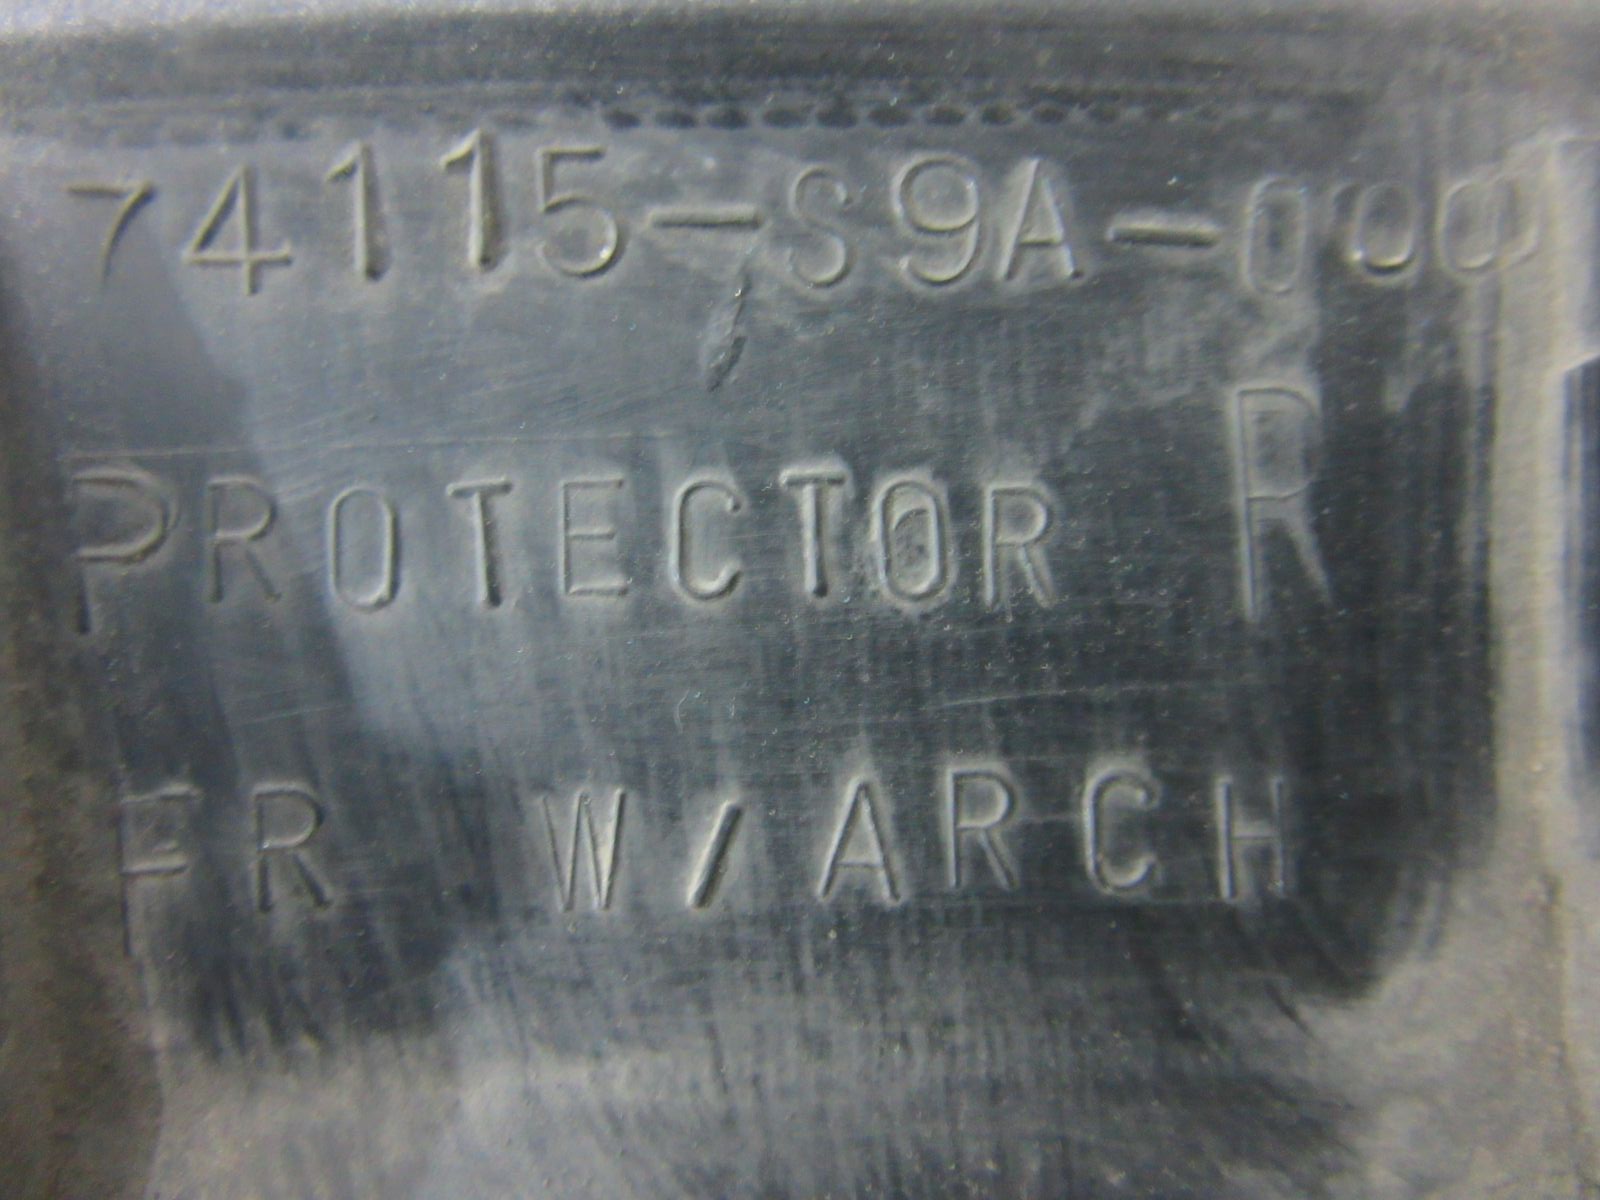 74115-S9A-000
PROTECTOR R
FR W/ARCH